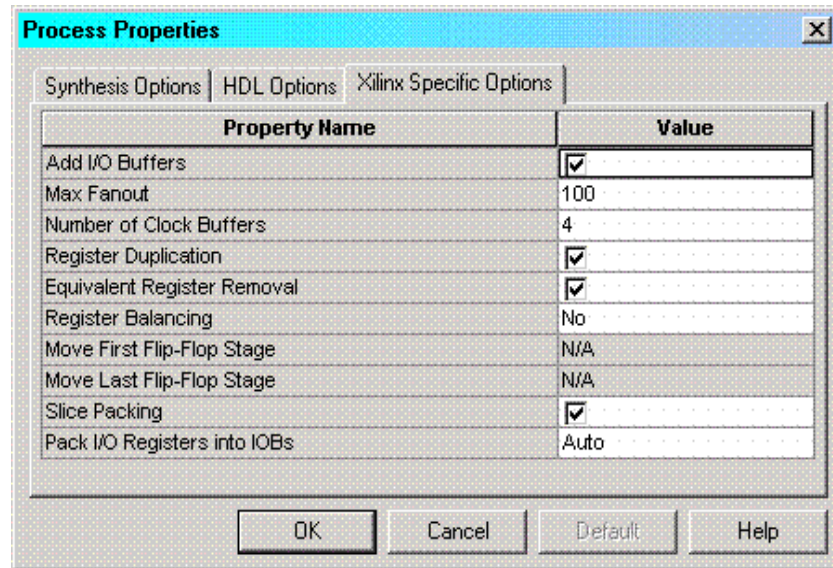 Process Properties
Synthesis Options HDL Options Xilinx Specific Options
Property Name Value
Add I/O Buffers
Max Fanout 100
Number of Clock Buffers 4
Register Duplication
Equivalent Register Removal
Register Balancing No
Move First Flip-Flop Stage N/A
Move Last Flip-Flop Stage N/A
Slice Packing
Pack I/O Registers into IOBs Auto
OK Cancel Default Help